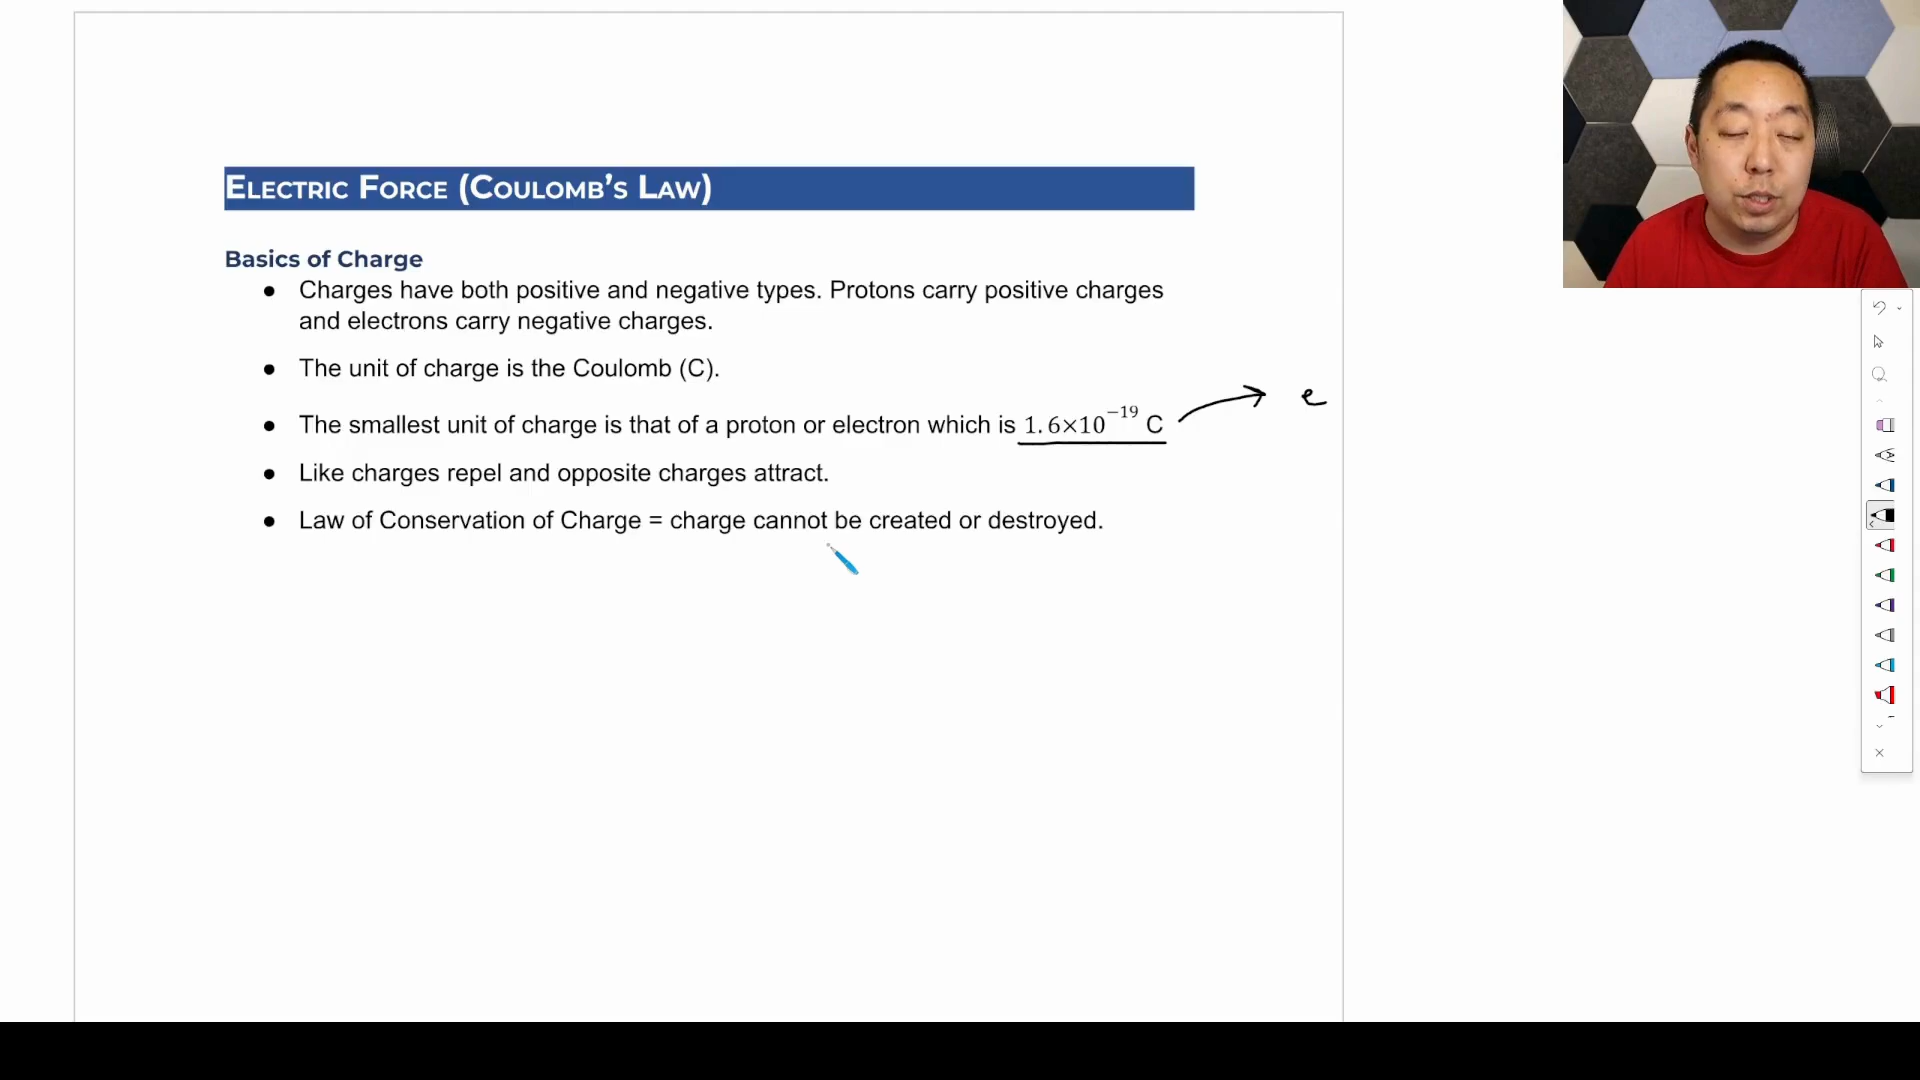 ELECTRIC FORCE (COULOMB’S LAW)
Basics of Charge
● Charges have both positive and negative types. Protons carry positive charges
and electrons carry negative charges.
● The unit of charge is the Coulomb (C).
● The smallest unit of charge is that of a proton or electron which is 1.6×10⁻¹⁹ C → e
● Like charges repel and opposite charges attract.
● Law of Conservation of Charge = charge cannot be created or destroyed.